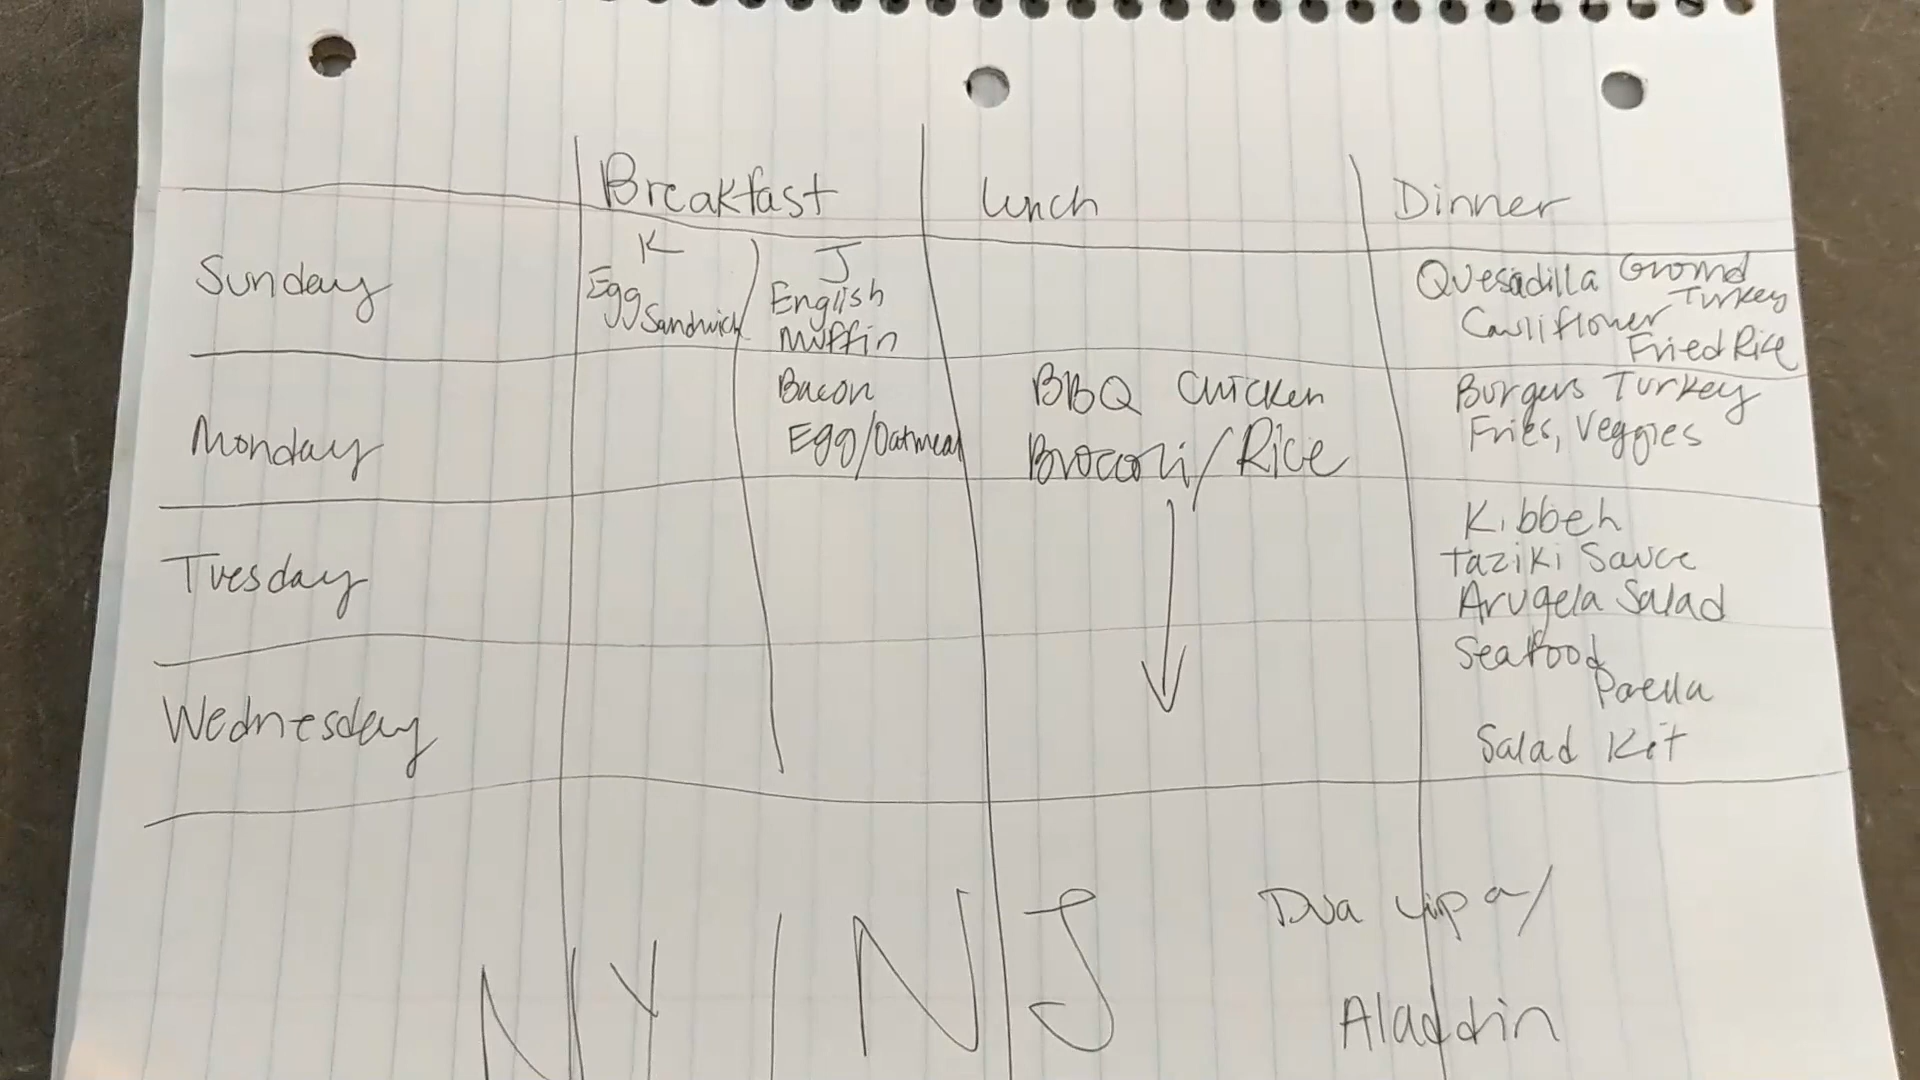 Breakfast Lunch Dinner
K J
Sunday Egg Sandwich English Muffin Quesadilla Ground Turkey
Cauliflower Fried Rice
Monday Bacon BBQ Chicken Burgers Turkey
Egg/Oatmeal Brocorli/Rice Fries, Veggies
Tuesday Kibbeh
Taziki Sauce
Arugela Salad
Wednesday Seafood
Paella
Salad Kit
NY/NJ Dua Lipa/
Aladdin